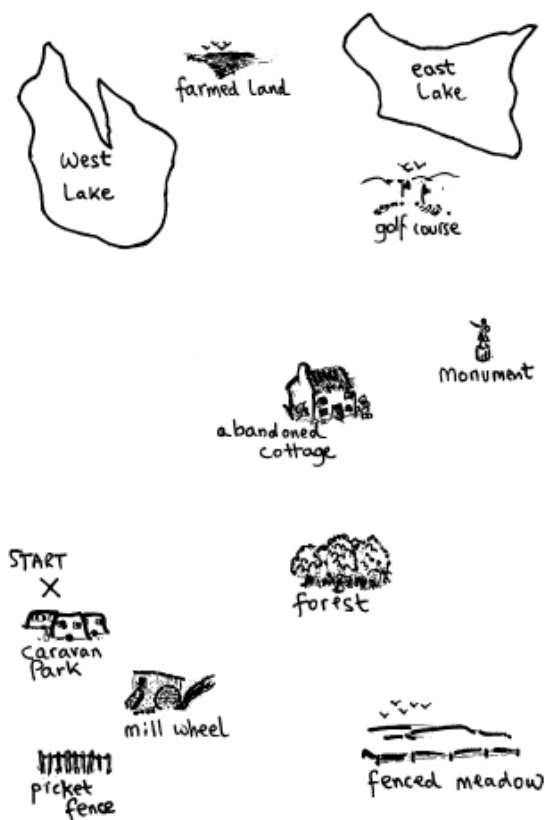 farmed land
east
Lake
West
Lake
golf course
Monument
abandoned
cottage
START
X
forest
caravan
Park
mill wheel
picket
fence
fenced meadow